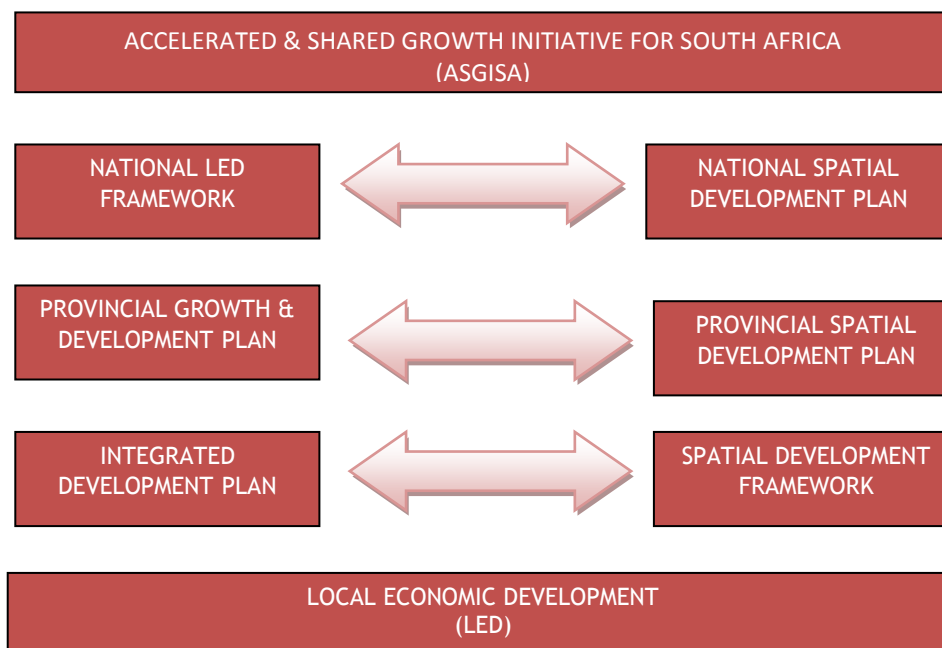 ACCELERATED & SHARED GROWTH INITIATIVE FOR SOUTH AFRICA
(ASGISA)
NATIONAL LED
FRAMEWORK
NATIONAL SPATIAL
DEVELOPMENT PLAN
PROVINCIAL GROWTH &
DEVELOPMENT PLAN
PROVINCIAL SPATIAL
DEVELOPMENT PLAN
INTEGRATED
DEVELOPMENT PLAN
SPATIAL DEVELOPMENT
FRAMEWORK
LOCAL ECONOMIC DEVELOPMENT
(LED)